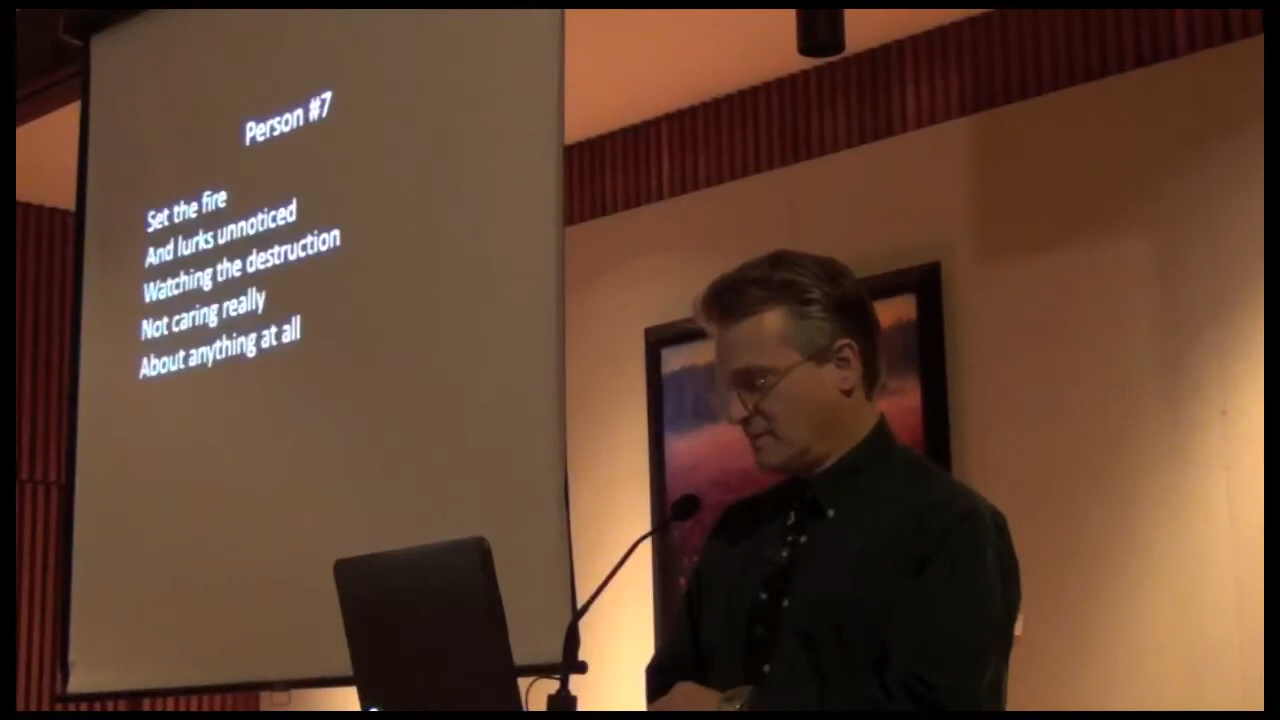 Person #7
Set the fire
And lurks unnoticed
Watching the destruction
Not caring really
About anything at all